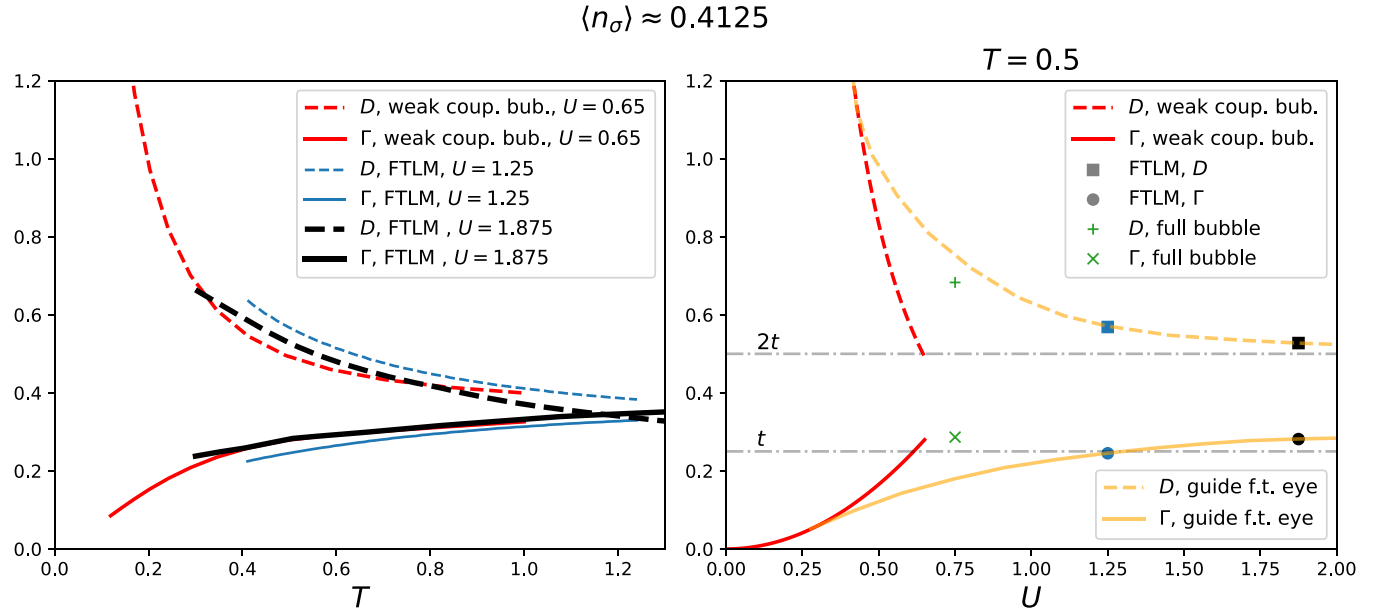 ⟨n_σ⟩ ≈ 0.4125
1.2
1.0
0.8
0.6
0.4
0.2
0.0
0.0 0.2 0.4 0.6 0.8 1.0 1.2
T
D, weak coup. bub., U = 0.65
Γ, weak coup. bub., U = 0.65
D, FTLM, U = 1.25
Γ, FTLM, U = 1.25
D, FTLM , U = 1.875
Γ, FTLM , U = 1.875
T = 0.5
1.2
1.0
0.8
0.6
0.4
0.2
0.0
0.00 0.25 0.50 0.75 1.00 1.25 1.50 1.75 2.00
U
D, weak coup. bub.
Γ, weak coup. bub.
FTLM, D
FTLM, Γ
D, full bubble
Γ, full bubble
2t
t
D, guide f.t. eye
Γ, guide f.t. eye